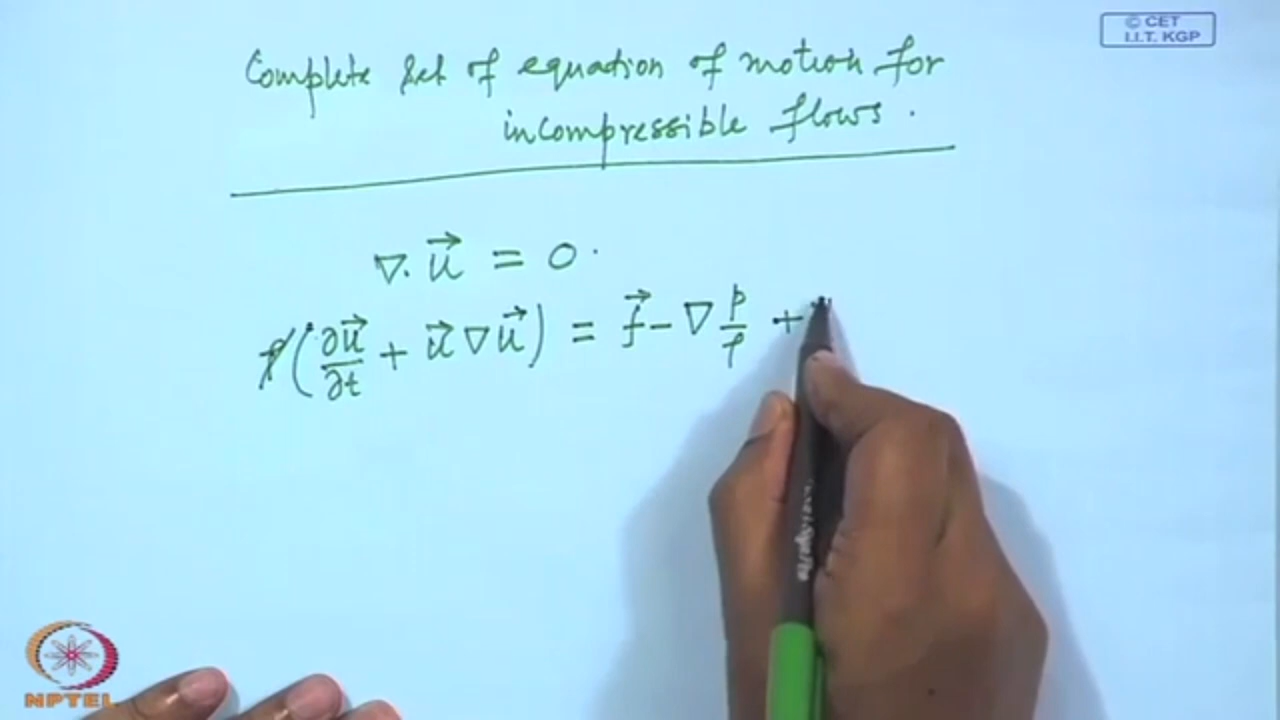 © CET
I.I.T. KGP
Complete set of equation of motion for
incompressible flows.
∇. u⃗ = 0.
(∂u⃗/∂t + u⃗ ∇ u⃗) = f⃗ - ∇ p/ρ +
NPTEL